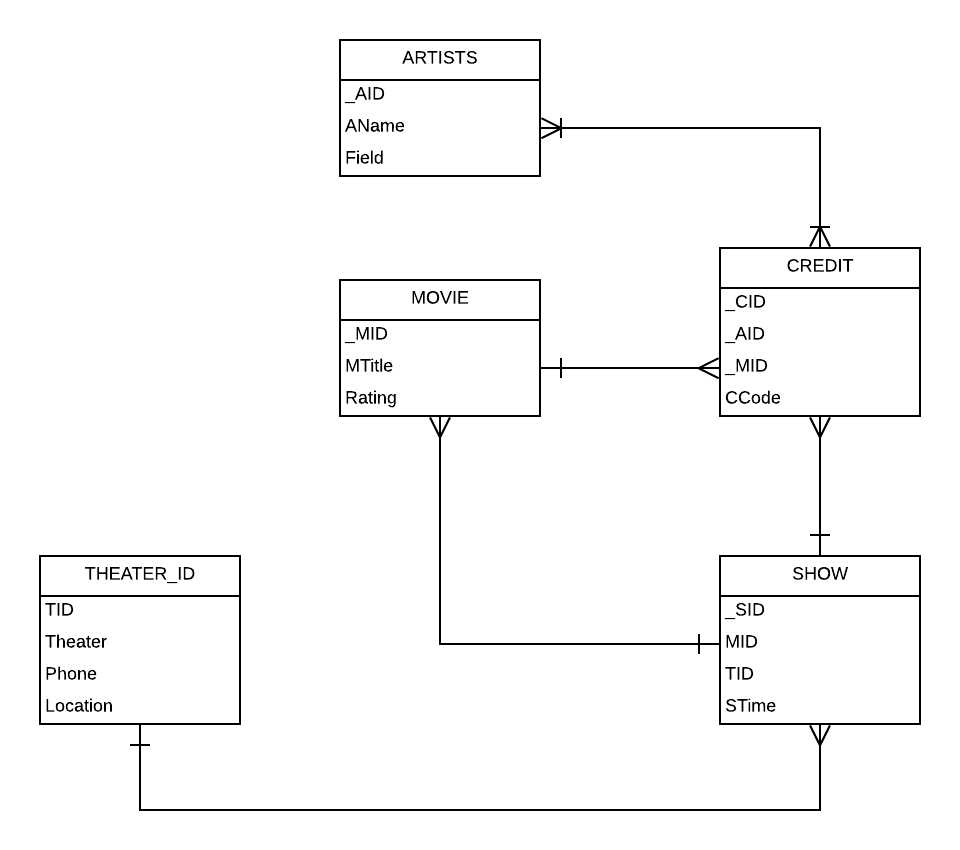 ARTISTS
_AID
AName
Field
CREDIT
_CID
_AID
_MID
CCode
MOVIE
_MID
MTitle
Rating
THEATER_ID
TID
Theater
Phone
Location
SHOW
_SID
MID
TID
STime